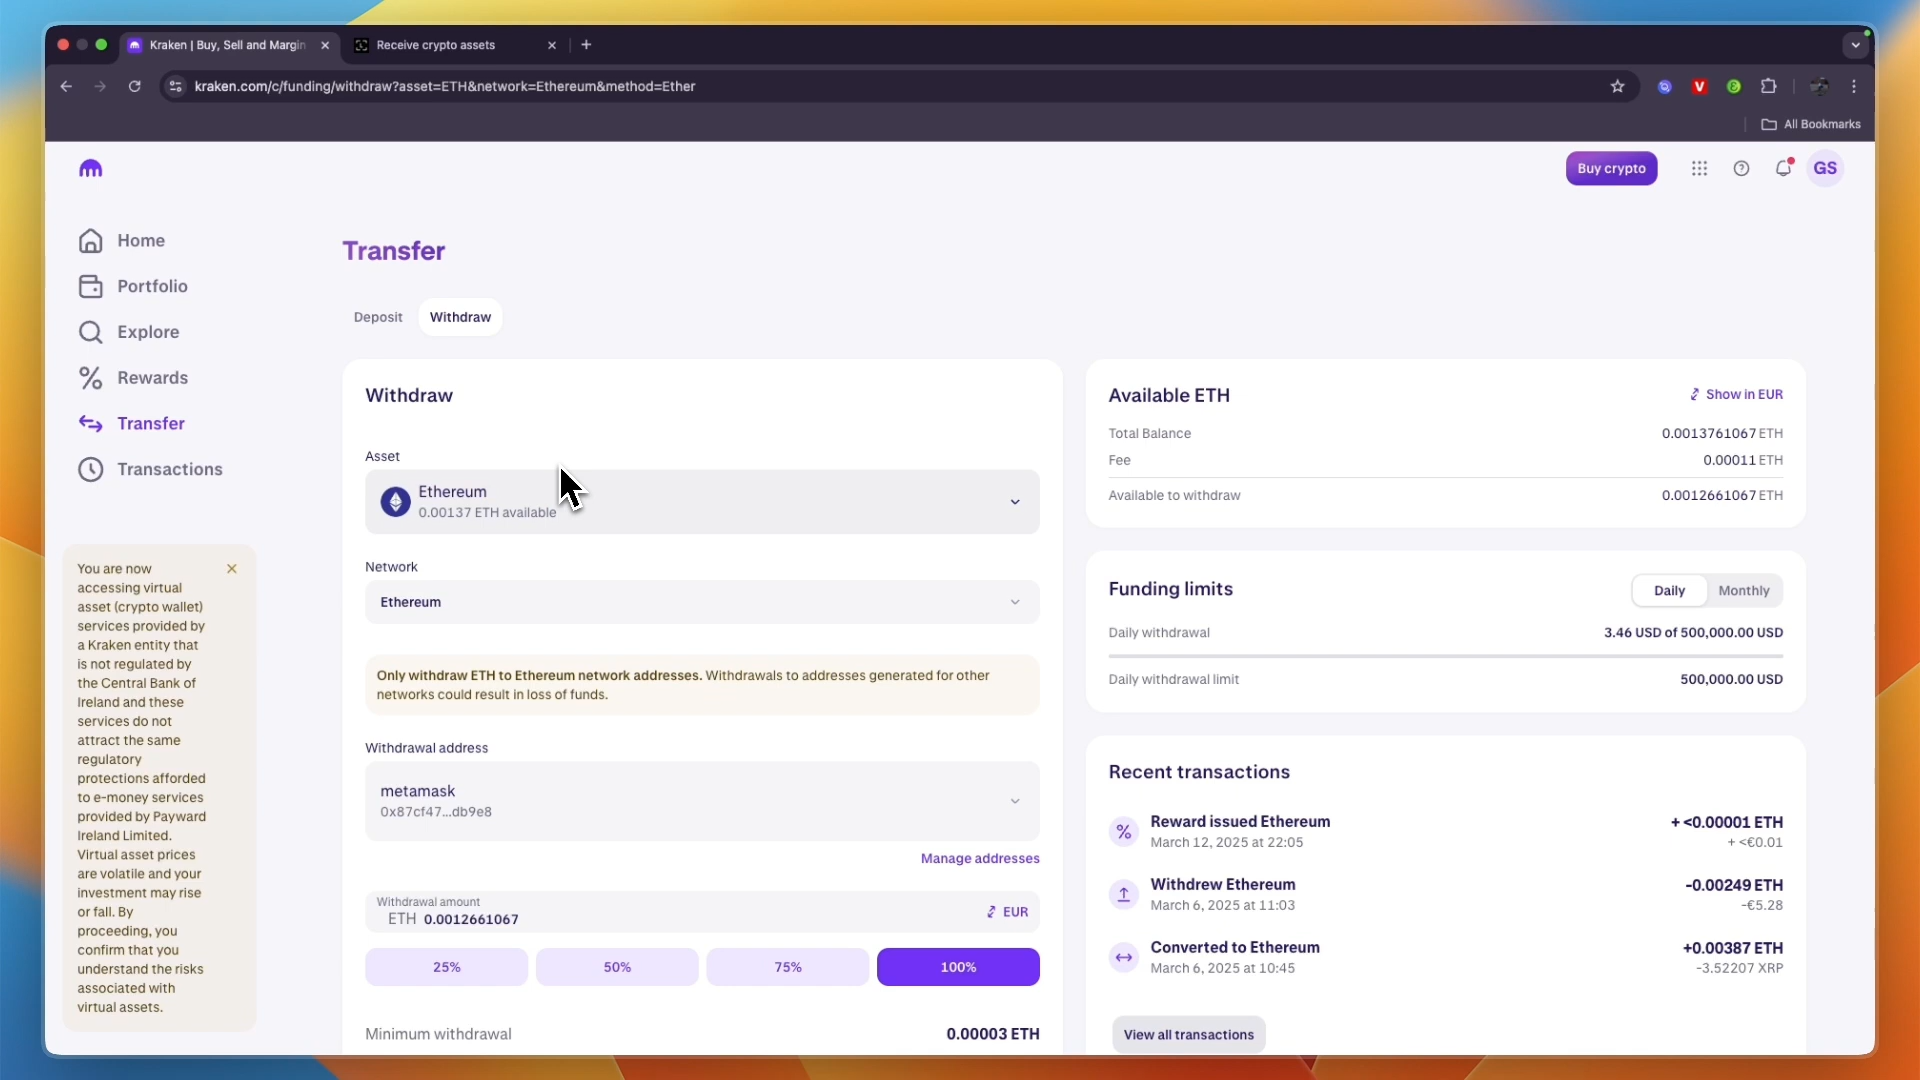 Kraken | Buy, Sell and Margin
Receive crypto assets
kraken.com/c/funding/withdraw?asset=ETH&network=Ethereum&method=Ether
All Bookmarks
Buy crypto
GS
Home
Portfolio
Explore
Rewards
Transfer
Transactions
You are now
accessing virtual
asset (crypto wallet)
services provided by
a Kraken entity that
is not regulated by
the Central Bank of
Ireland and these
services do not
attract the same
regulatory
protections afforded
to e-money services
provided by Payward
Ireland Limited.
Virtual asset prices
are volatile and your
investment may rise
or fall. By
proceeding, you
confirm that you
understand the risks
associated with
virtual assets.
Transfer
Deposit
Withdraw
Withdraw
Asset
Ethereum
0.00137 ETH available
Network
Ethereum
Only withdraw ETH to Ethereum network addresses. Withdrawals to addresses generated for other
networks could result in loss of funds.
Withdrawal address
metamask
0x87cf47...db9e8
Manage addresses
Withdrawal amount
ETH 0.0012661067
EUR
25%
50%
75%
100%
Minimum withdrawal
0.00003 ETH
Available ETH
Show in EUR
Total Balance
0.0013761067 ETH
Fee
0.00011 ETH
Available to withdraw
0.0012661067 ETH
Funding limits
Daily
Monthly
Daily withdrawal
3.46 USD of 500,000.00 USD
Daily withdrawal limit
500,000.00 USD
Recent transactions
Reward issued Ethereum
+ <0.00001 ETH
March 12, 2025 at 22:05
+ <€0.01
Withdrew Ethereum
-0.00249 ETH
March 6, 2025 at 11:03
-€5.28
Converted to Ethereum
+0.00387 ETH
March 6, 2025 at 10:45
-3.52207 XRP
View all transactions